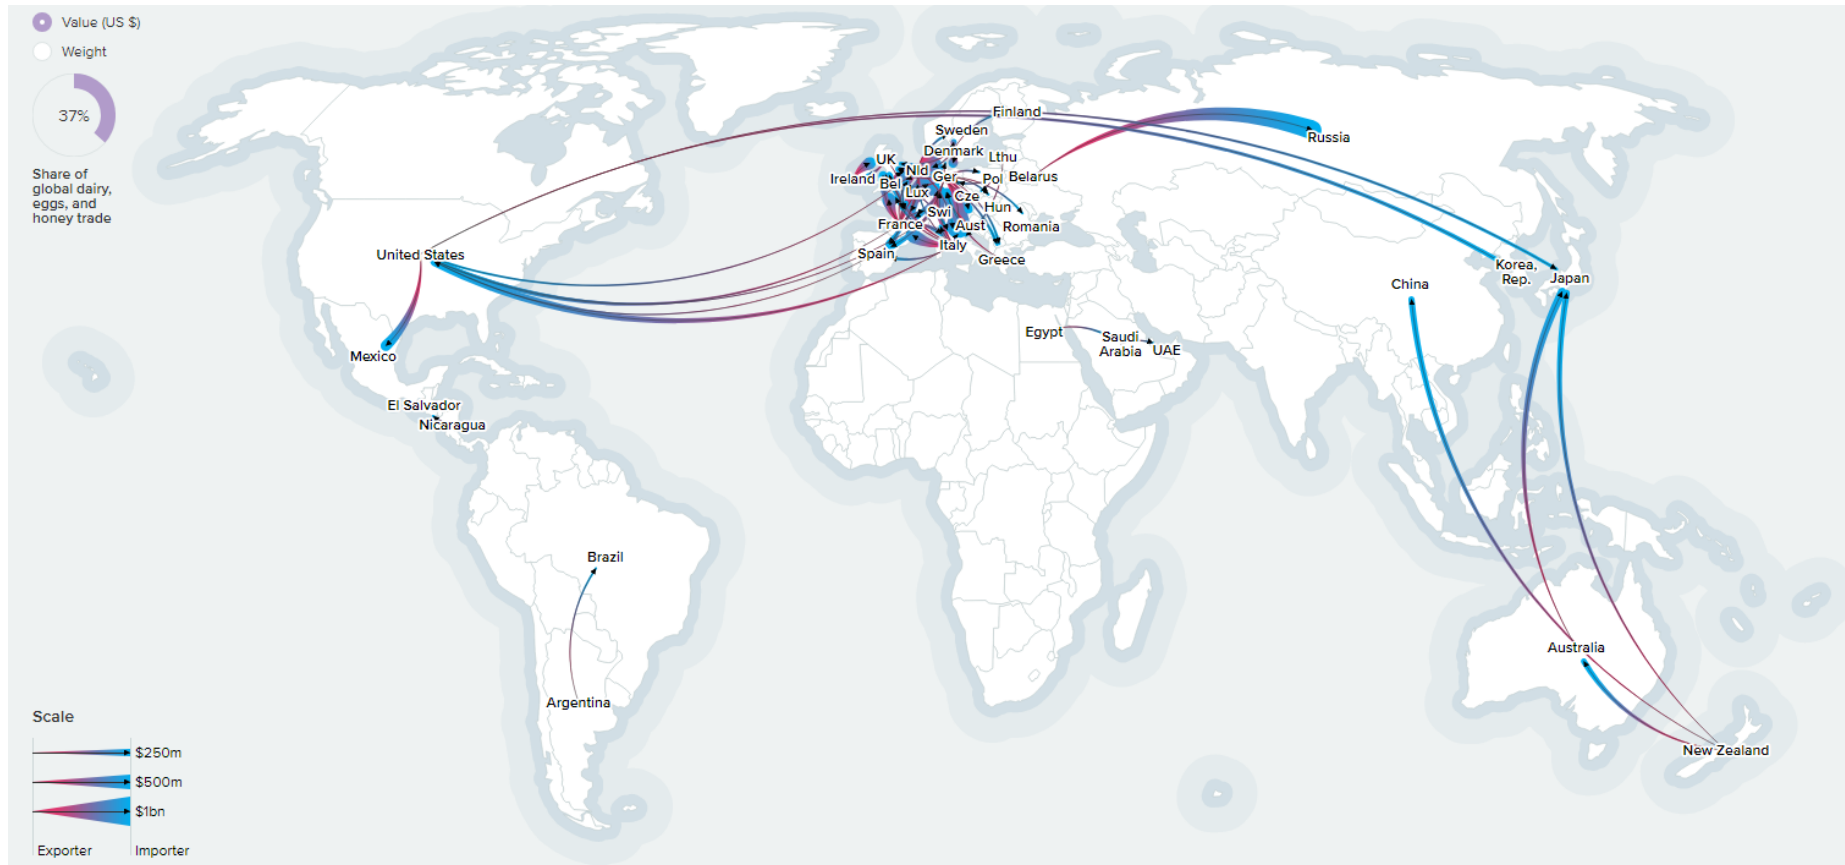 Value (US $)
Weight
37%
Share of
global dairy,
eggs, and
honey trade
Finland
Sweden
Russia
Denmark
UK
Lthu
Ireland
Nld
Ger
Pol
Belarus
Bel
Lux
Cze
Hun
Swi
France
Aust
Romania
Spain
Italy
Greece
United States
Korea,
Rep.
Japan
China
Egypt
Saudi
Arabia
UAE
Mexico
El Salvador
Nicaragua
Brazil
Australia
Argentina
New Zealand
Scale
$250m
$500m
$1bn
Exporter
Importer